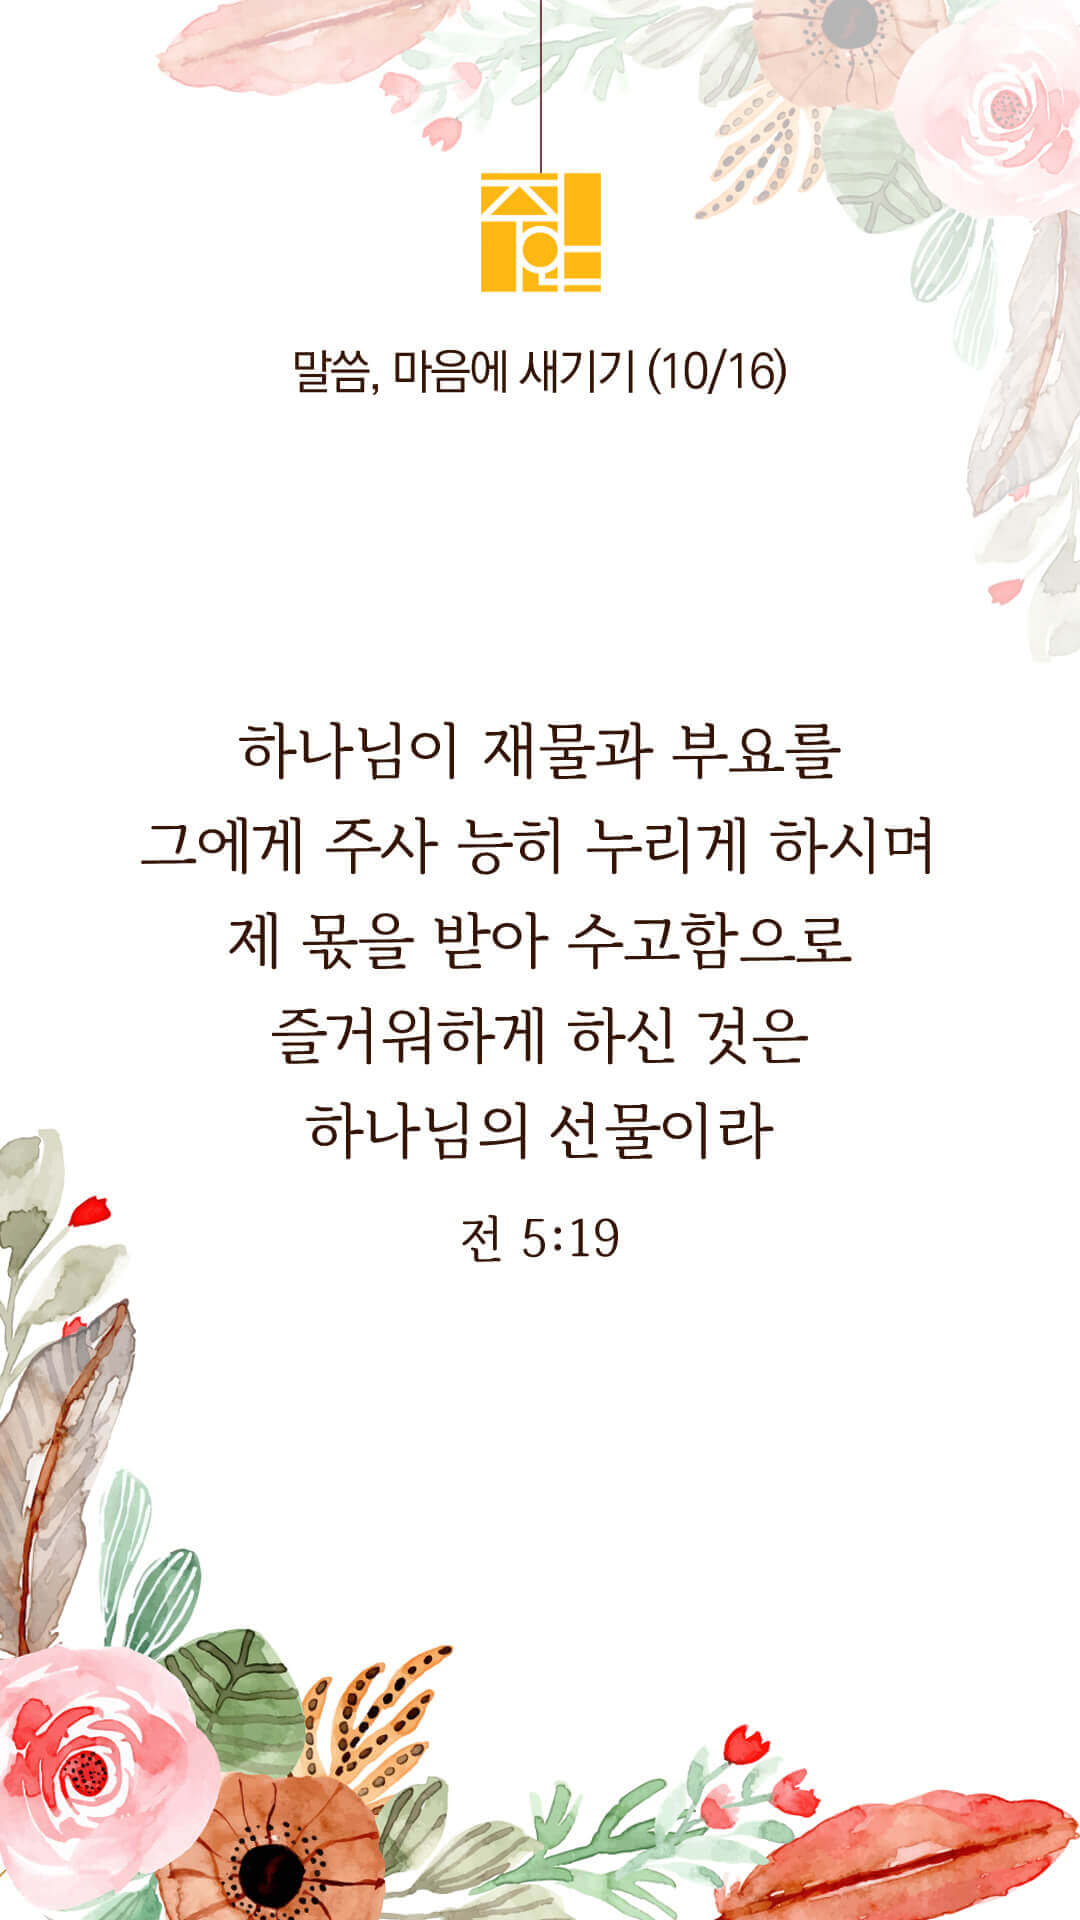 주인
말씀, 마음에 새기기 (10/16)
하나님이 재물과 부요를
그에게 주사 능히 누리게 하시며
제 몫을 받아 수고함으로
즐거워하게 하신 것은
하나님의 선물이라
전 5:19